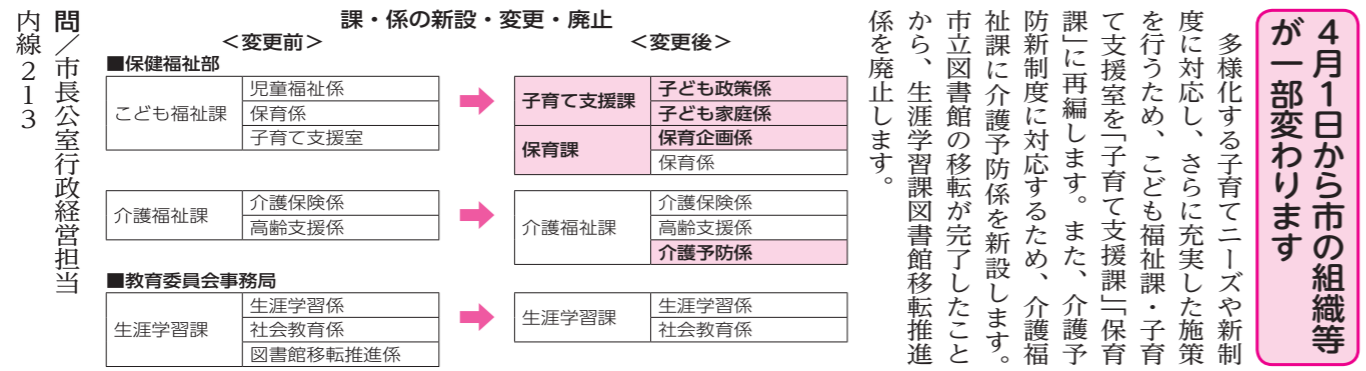 4月1日から市の組織等
が一部変わります
多様化する子育てニーズや新制
度に対応し、さらに充実した施策
を行うため、こども福祉課・子育
て支援室を「子育て支援課」「保育
課」に再編します。また、介護予
防新制度に対応するため、介護福
祉課に介護予防係を新設します。
市立図書館の移転が完了したこと
から、生涯学習課図書館移転推進
係を廃止します。
課・係の新設・変更・廃止
＜変更前＞
＜変更後＞
■保健福祉部
こども福祉課
児童福祉係
保育係
子育て支援室
子育て支援課
子ども政策係
子ども家庭係
保育課
保育企画係
保育係
介護福祉課
介護保険係
高齢支援係
介護福祉課
介護保険係
高齢支援係
介護予防係
■教育委員会事務局
生涯学習課
生涯学習係
社会教育係
図書館移転推進係
生涯学習課
生涯学習係
社会教育係
問／市長公室行政経営担当
内線213